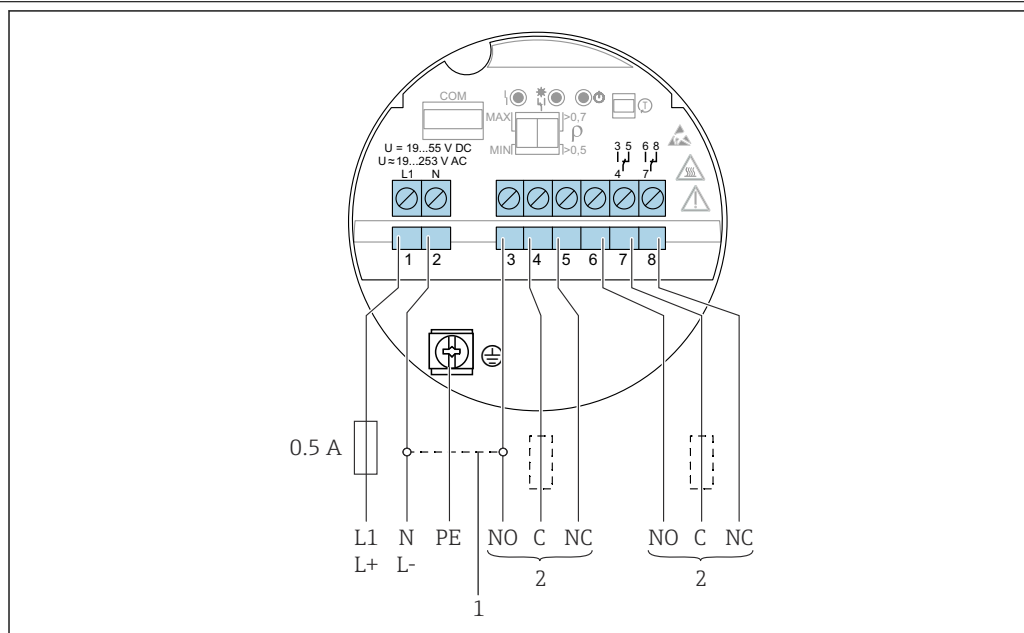 COM
MAX >0,7
ρ
MIN >0,5
T
U = 19...55 V DC
U≈19...253 V AC
L1 N
3 5 6 8
4 7
1 2 3 4 5 6 7 8
0.5 A
L1 N PE NO C NC NO C NC
L+ L-
2 2
1